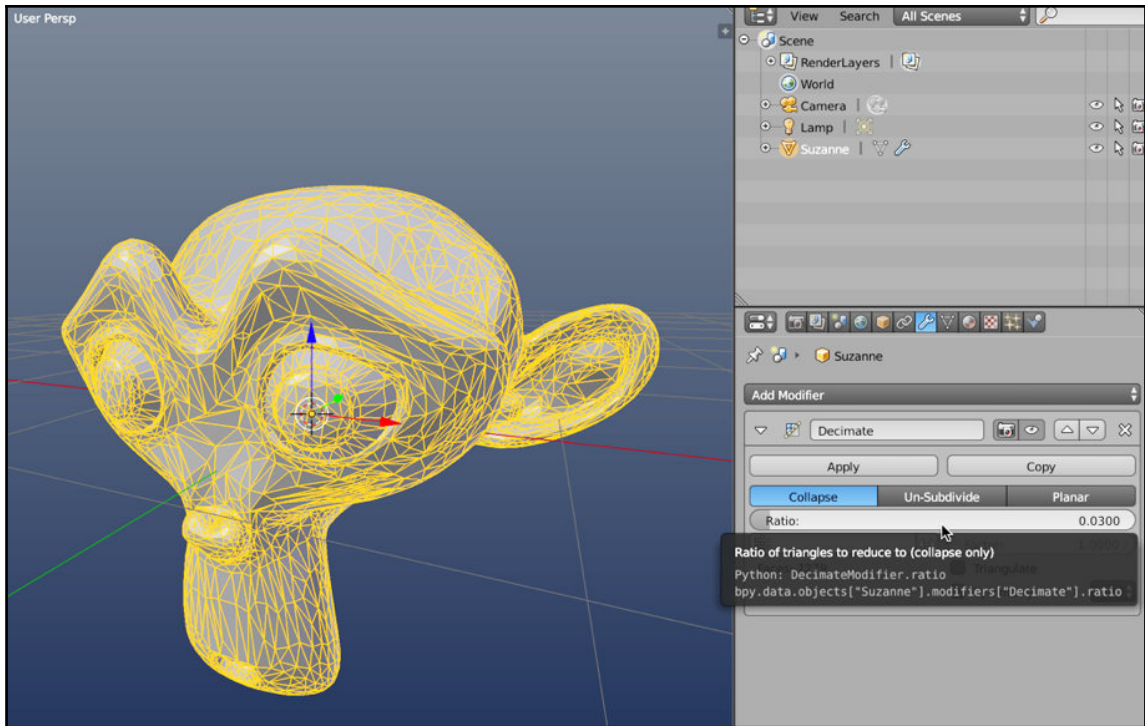 User Persp
View Search All Scenes
Scene
RenderLayers
World
Camera
Lamp
Suzanne
Suzanne
Add Modifier
Decimate
Apply Copy
Collapse Un-Subdivide Planar
Ratio: 0.0300
Ratio of triangles to reduce to (collapse only)
Triangulate
Python: DecimateModifier.ratio
bpy.data.objects["Suzanne"].modifiers["Decimate"].ratio